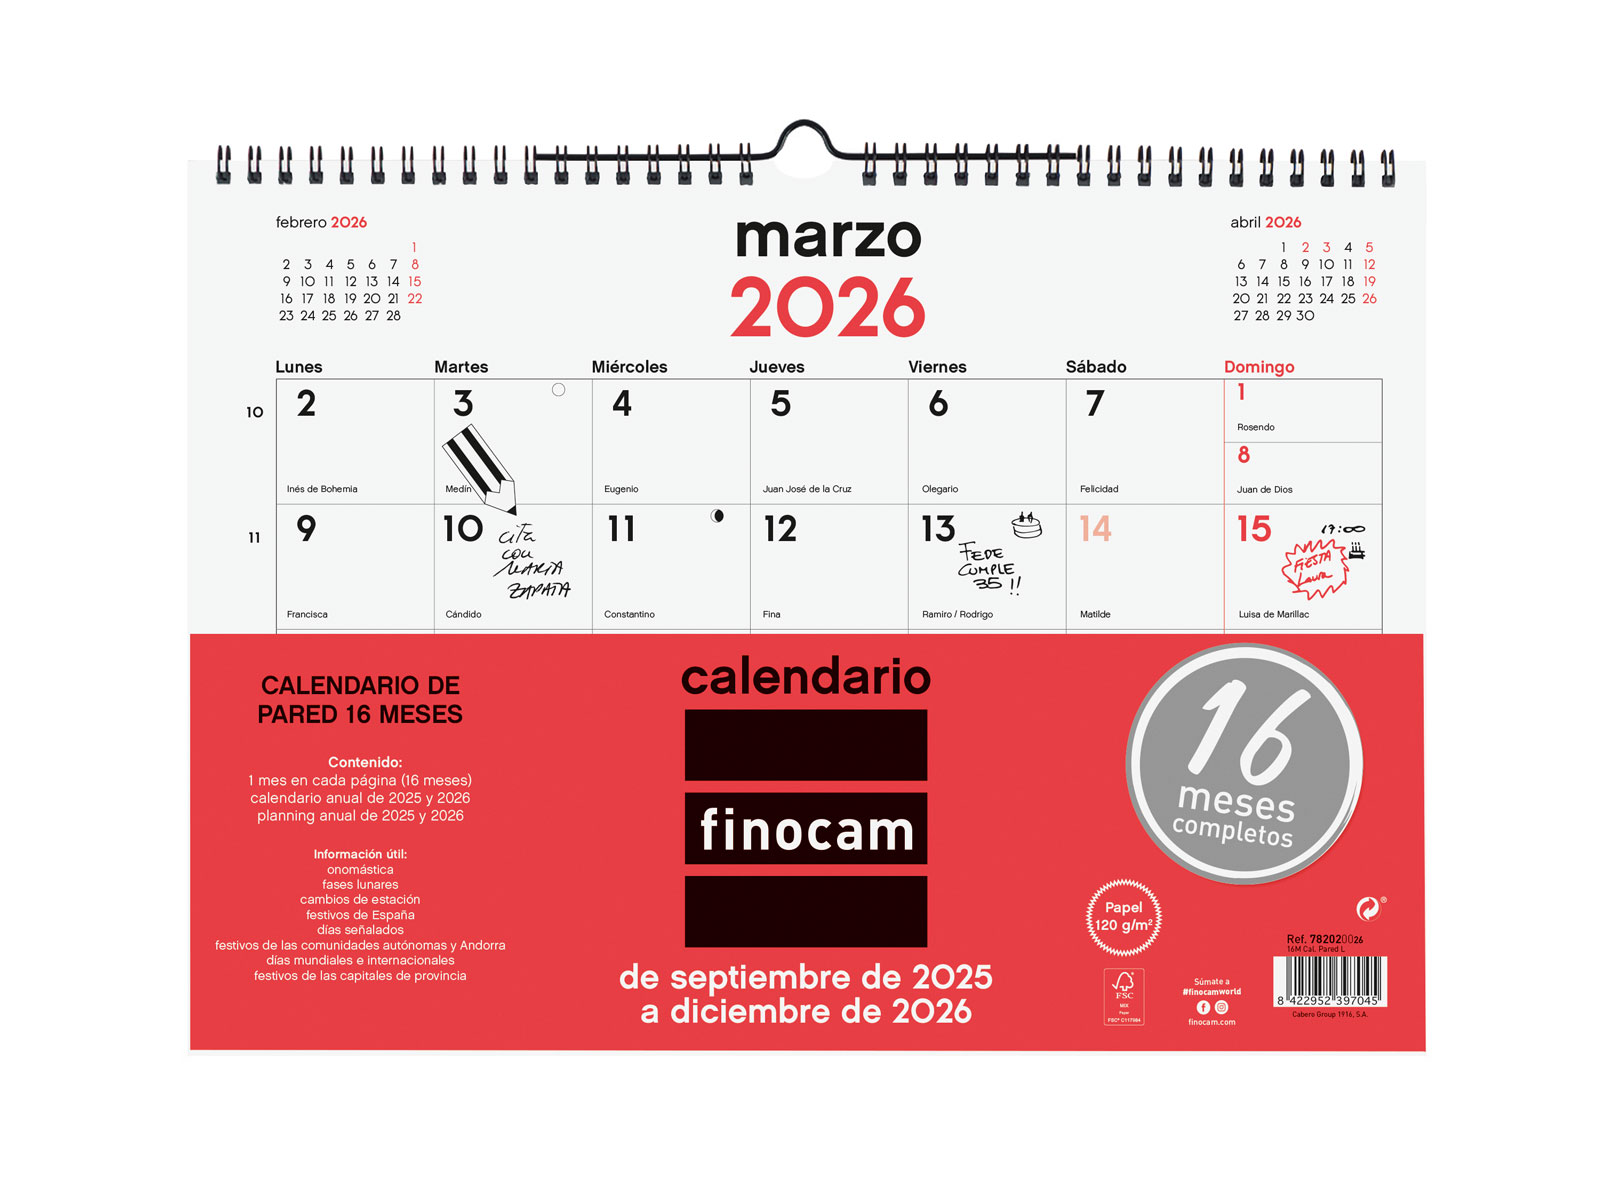 febrero 2026
1
2 3 4 5 6 7 8
9 10 11 12 13 14 15
16 17 18 19 20 21 22
23 24 25 26 27 28
marzo
2026
abril 2026
1 2 3 4 5
6 7 8 9 10 11 12
13 14 15 16 17 18 19
20 21 22 23 24 25 26
27 28 29 30
Lunes Martes Miércoles Jueves Viernes Sábado Domingo
10 2 3 4 5 6 7 1
Rosendo
8
Inés de Bohemia Medín Eugenio Juan José de la Cruz Olegario Felicidad Juan de Dios
11 9 10 11 12 13 14 15
CITA
CON
MARIA
ZAPATA
FEDE
CUMPLE
35 !!
17:00
FIESTA
Laura
Francisca Cándido Constantino Fina Ramiro / Rodrigo Matilde Luisa de Marillac
CALENDARIO DE
PARED 16 MESES
Contenido:
1 mes en cada página (16 meses)
calendario anual de 2025 y 2026
planning anual de 2025 y 2026
Información útil:
onomástica
fases lunares
cambios de estación
festivos de España
días señalados
festivos de las comunidades autónomas y Andorra
días mundiales e internacionales
festivos de las capitales de provincia
calendario
finocam
de septiembre de 2025
a diciembre de 2026
16
meses
completos
Papel
120 g/m²
FSC
MIX
Paper
FSC® C117984
Súmate a
#finocamworld
finocam.com
®
Ref. 782020026
16M Cal. Pared L
8 422952 397045
Cabero Group 1916, S.A.